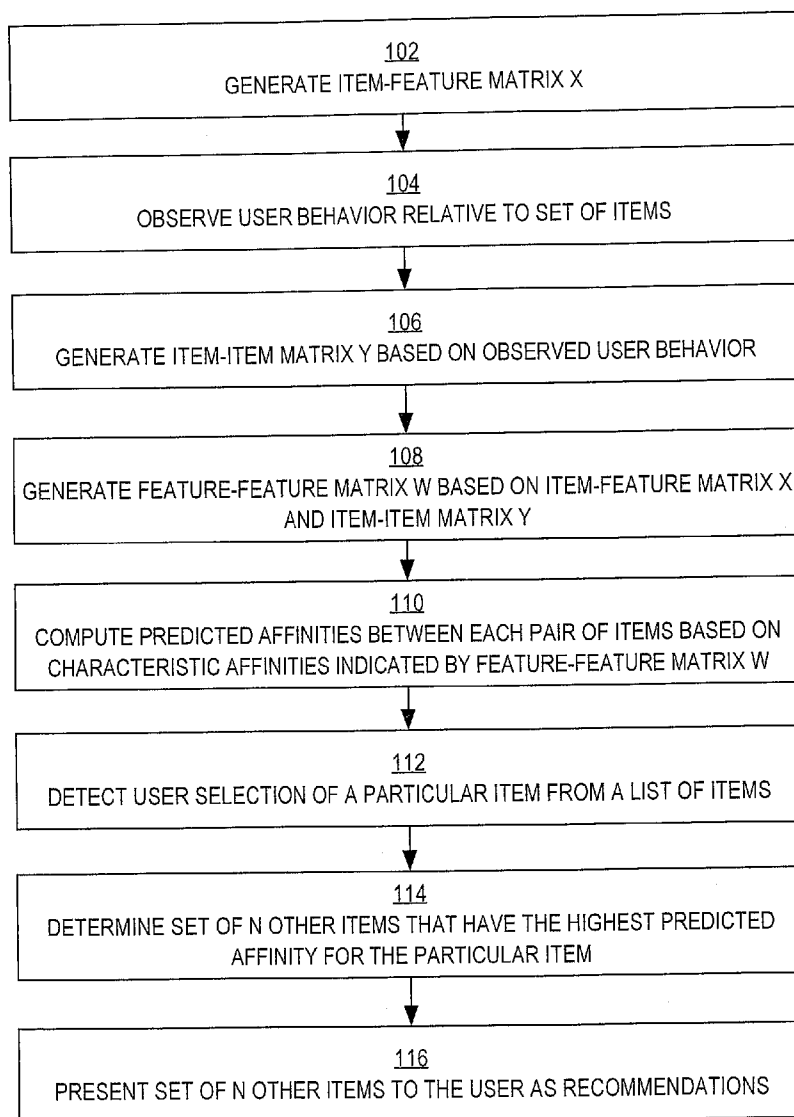 102
GENERATE ITEM-FEATURE MATRIX X
104
OBSERVE USER BEHAVIOR RELATIVE TO SET OF ITEMS
106
GENERATE ITEM-ITEM MATRIX Y BASED ON OBSERVED USER BEHAVIOR
108
GENERATE FEATURE-FEATURE MATRIX W BASED ON ITEM-FEATURE MATRIX X
AND ITEM-ITEM MATRIX Y
110
COMPUTE PREDICTED AFFINITIES BETWEEN EACH PAIR OF ITEMS BASED ON
CHARACTERISTIC AFFINITIES INDICATED BY FEATURE-FEATURE MATRIX W
112
DETECT USER SELECTION OF A PARTICULAR ITEM FROM A LIST OF ITEMS
114
DETERMINE SET OF N OTHER ITEMS THAT HAVE THE HIGHEST PREDICTED
AFFINITY FOR THE PARTICULAR ITEM
116
PRESENT SET OF N OTHER ITEMS TO THE USER AS RECOMMENDATIONS